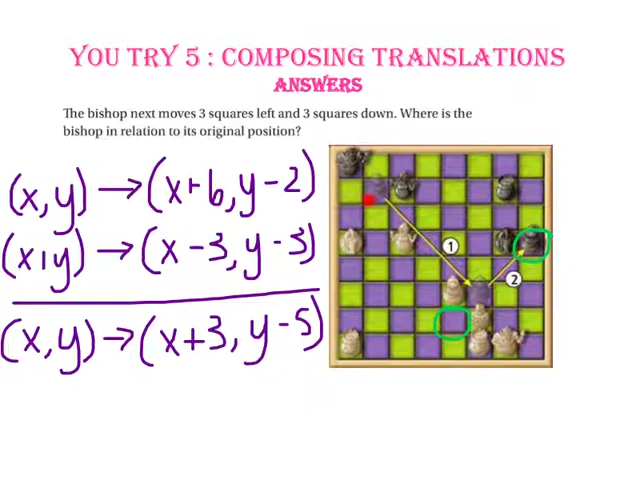 YOU TRY 5 : COMPOSING TRANSLATIONS
ANSWERS
The bishop next moves 3 squares left and 3 squares down. Where is the
bishop in relation to its original position?
(x,y) → (x+6, y-2)
(x,y) → (x-3, y-3)
(x,y) → (x+3, y-5)
1
2